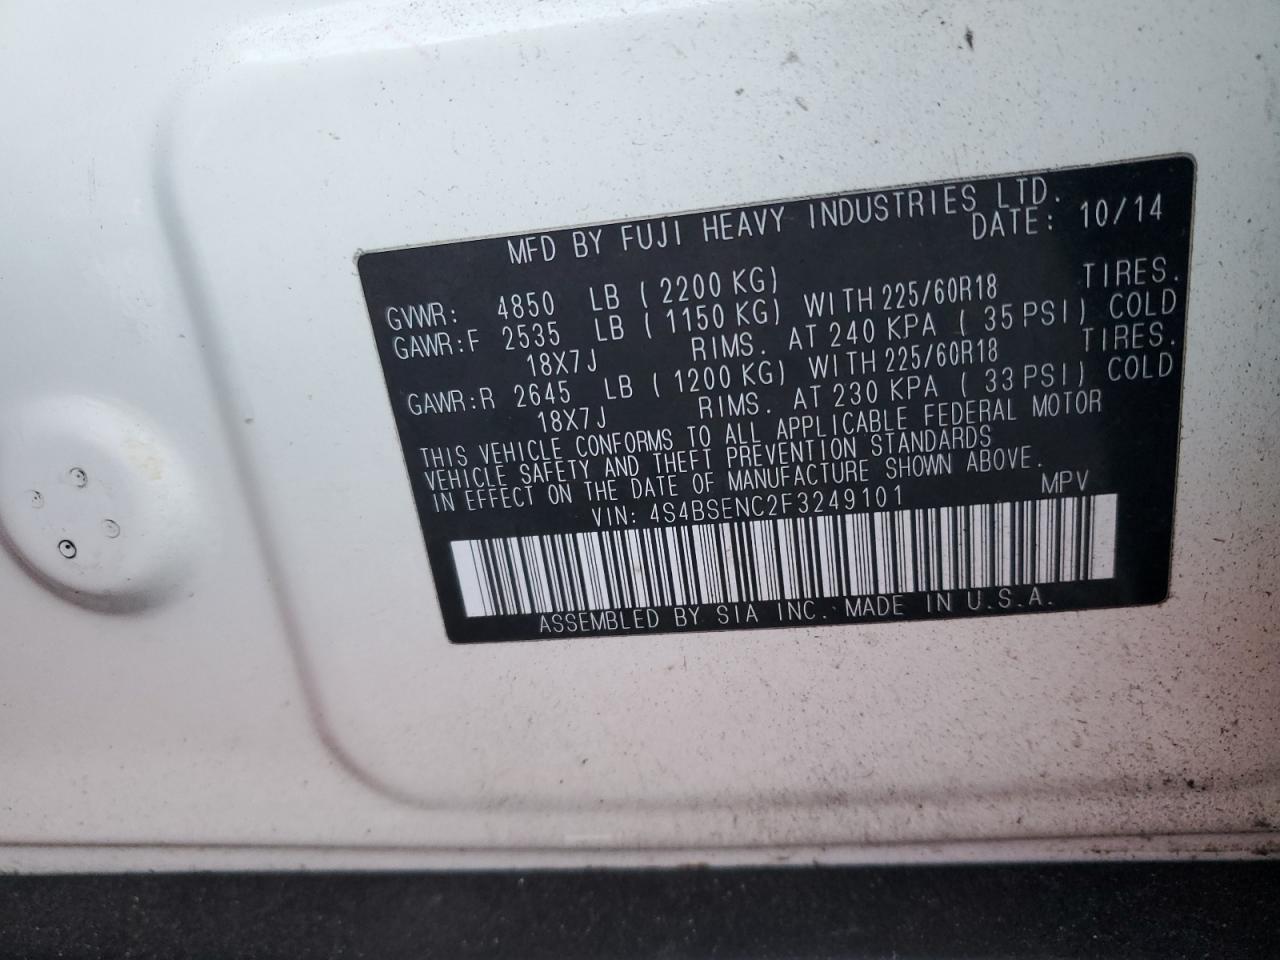 MFD BY FUJI HEAVY INDUSTRIES LTD.
DATE: 10/14
GVWR: 4850 LB ( 2200 KG)
GAWR:F 2535 LB ( 1150 KG) WITH 225/60R18 TIRES.
18X7J RIMS. AT 240 KPA ( 35 PSI) COLD
GAWR:R 2645 LB ( 1200 KG) WITH 225/60R18 TIRES.
18X7J RIMS. AT 230 KPA ( 33 PSI) COLD
THIS VEHICLE CONFORMS TO ALL APPLICABLE FEDERAL MOTOR
VEHICLE SAFETY AND THEFT PREVENTION STANDARDS
IN EFFECT ON THE DATE OF MANUFACTURE SHOWN ABOVE.
VIN: 4S4BSENC2F3249101 MPV
ASSEMBLED BY SIA INC. MADE IN U.S.A.